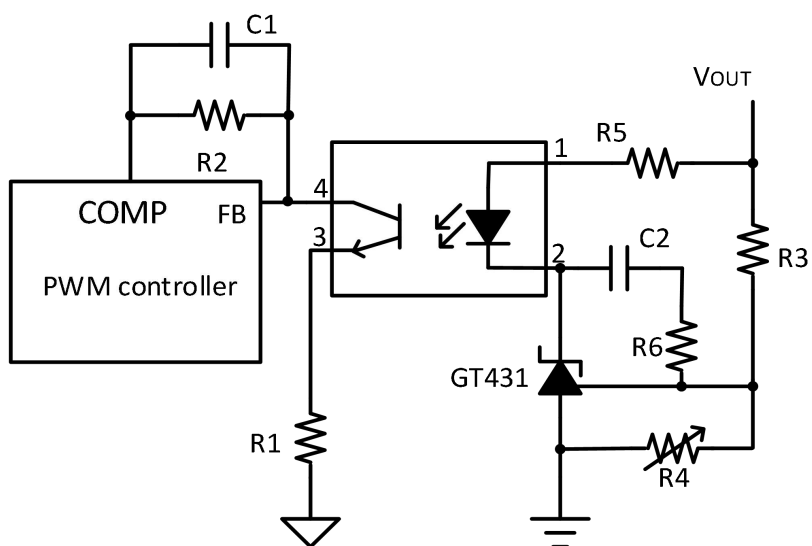 C1
VOUT
R5
1
R2
4
COMP
FB
3
2
C2
R3
PWM controller
R6
GT431
R1
R4